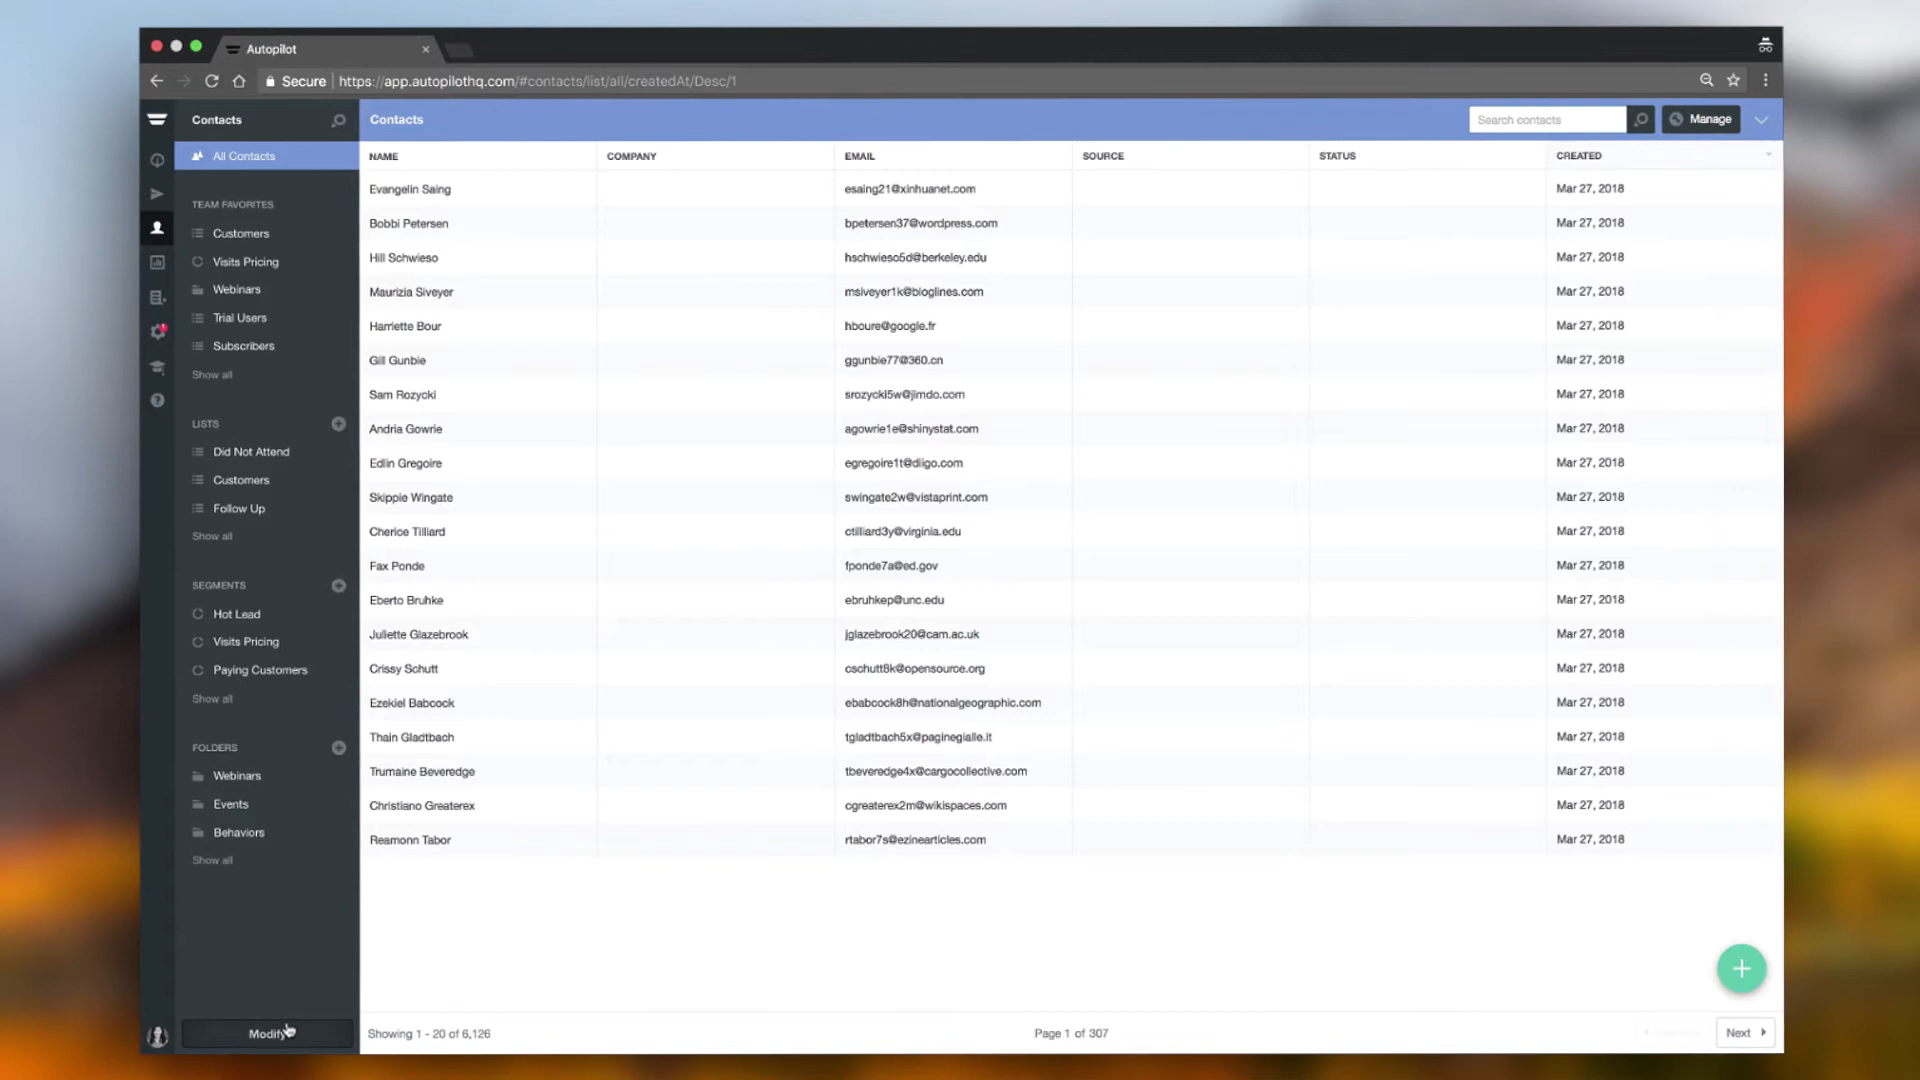 Autopilot
Secure | https://app.autopilothq.com/#contacts/list/all/createdAt/Desc/1
Contacts
Contacts
Search contacts
Manage
All Contacts
NAME COMPANY EMAIL SOURCE STATUS CREATED
TEAM FAVORITES
Customers
Visits Pricing
Webinars
Trial Users
Subscribers
Show all
LISTS
Did Not Attend
Customers
Follow Up
Show all
SEGMENTS
Hot Lead
Visits Pricing
Paying Customers
Show all
FOLDERS
Webinars
Events
Behaviors
Show all
Modify
Evangelin Saing esaing21@xinhuanet.com Mar 27, 2018
Bobbi Petersen bpetersen37@wordpress.com Mar 27, 2018
Hill Schwieso hschwieso5d@berkeley.edu Mar 27, 2018
Maurizia Siveyer msiveyer1k@bloglines.com Mar 27, 2018
Harriette Bour hboure@google.fr Mar 27, 2018
Gill Gunbie ggunbie77@360.cn Mar 27, 2018
Sam Rozycki srozycki5w@jimdo.com Mar 27, 2018
Andria Gowrie agowrie1e@shinystat.com Mar 27, 2018
Edlin Gregoire egregoire1t@diigo.com Mar 27, 2018
Skippie Wingate swingate2w@vistaprint.com Mar 27, 2018
Cherice Tilliard ctilliard3y@virginia.edu Mar 27, 2018
Fax Ponde fponde7a@ed.gov Mar 27, 2018
Eberto Bruhke ebruhkep@unc.edu Mar 27, 2018
Juliette Glazebrook jglazebrook20@cam.ac.uk Mar 27, 2018
Crissy Schutt cschutt8k@opensource.org Mar 27, 2018
Ezekiel Babcock ebabcock8h@nationalgeographic.com Mar 27, 2018
Thain Gladtbach tgladtbach5x@paginegialle.it Mar 27, 2018
Trumaine Beveredge tbeveredge4x@cargocollective.com Mar 27, 2018
Christiano Greaterex cgreaterex2m@wikispaces.com Mar 27, 2018
Reamonn Tabor rtabor7s@ezinearticles.com Mar 27, 2018
Showing 1 - 20 of 6,126
Page 1 of 307
Next